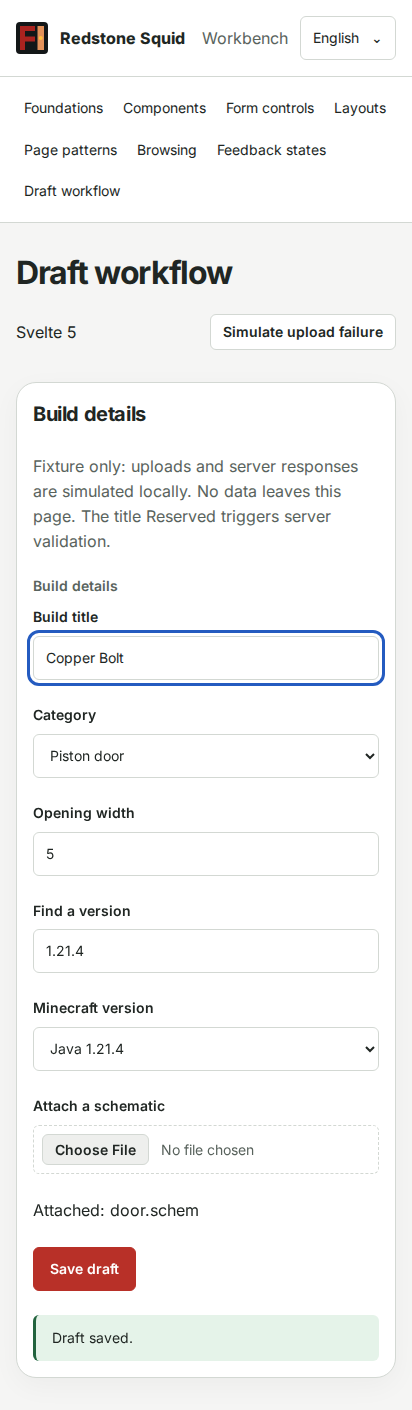 Redstone Squid Workbench English
Foundations Components Form controls Layouts
Page patterns Browsing Feedback states
Draft workflow
Draft workflow
Svelte 5 Simulate upload failure
Build details
Fixture only: uploads and server responses
are simulated locally. No data leaves this
page. The title Reserved triggers server
validation.
Build details
Build title
Copper Bolt
Category
Piston door
Opening width
5
Find a version
1.21.4
Minecraft version
Java 1.21.4
Attach a schematic
Choose File No file chosen
Attached: door.schem
Save draft
Draft saved.